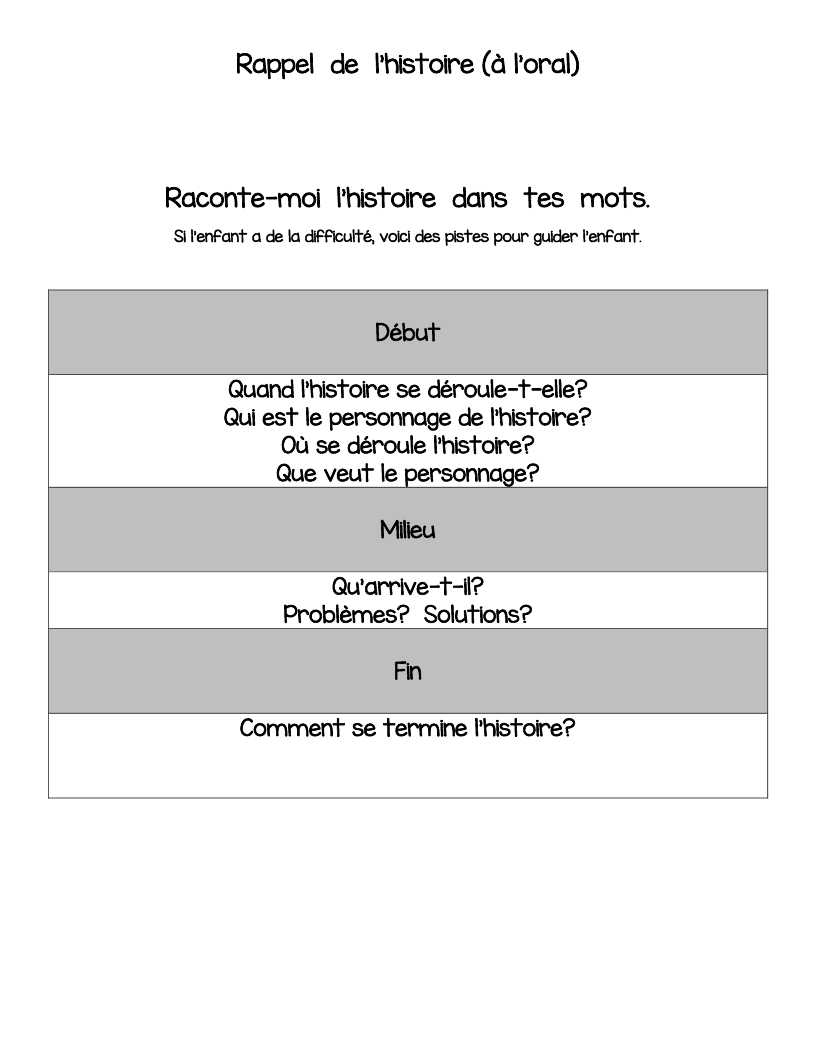 Rappel de l'histoire (à l'oral)
Raconte-moi l'histoire dans tes mots.
Si l'enfant a de la difficulté, voici des pistes pour guider l'enfant.
Début
Quand l'histoire se déroule-t-elle?
Qui est le personnage de l'histoire?
Où se déroule l'histoire?
Que veut le personnage?
Milieu
Qu'arrive-t-il?
Problèmes? Solutions?
Fin
Comment se termine l'histoire?